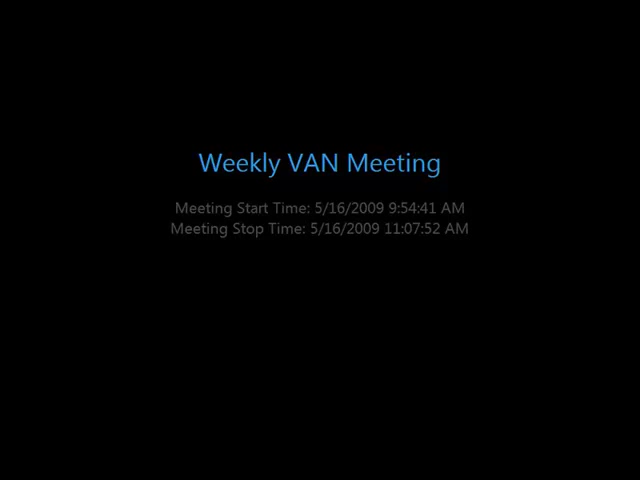 Weekly VAN Meeting
Meeting Start Time: 5/16/2009 9:54:41 AM
Meeting Stop Time: 5/16/2009 11:07:52 AM